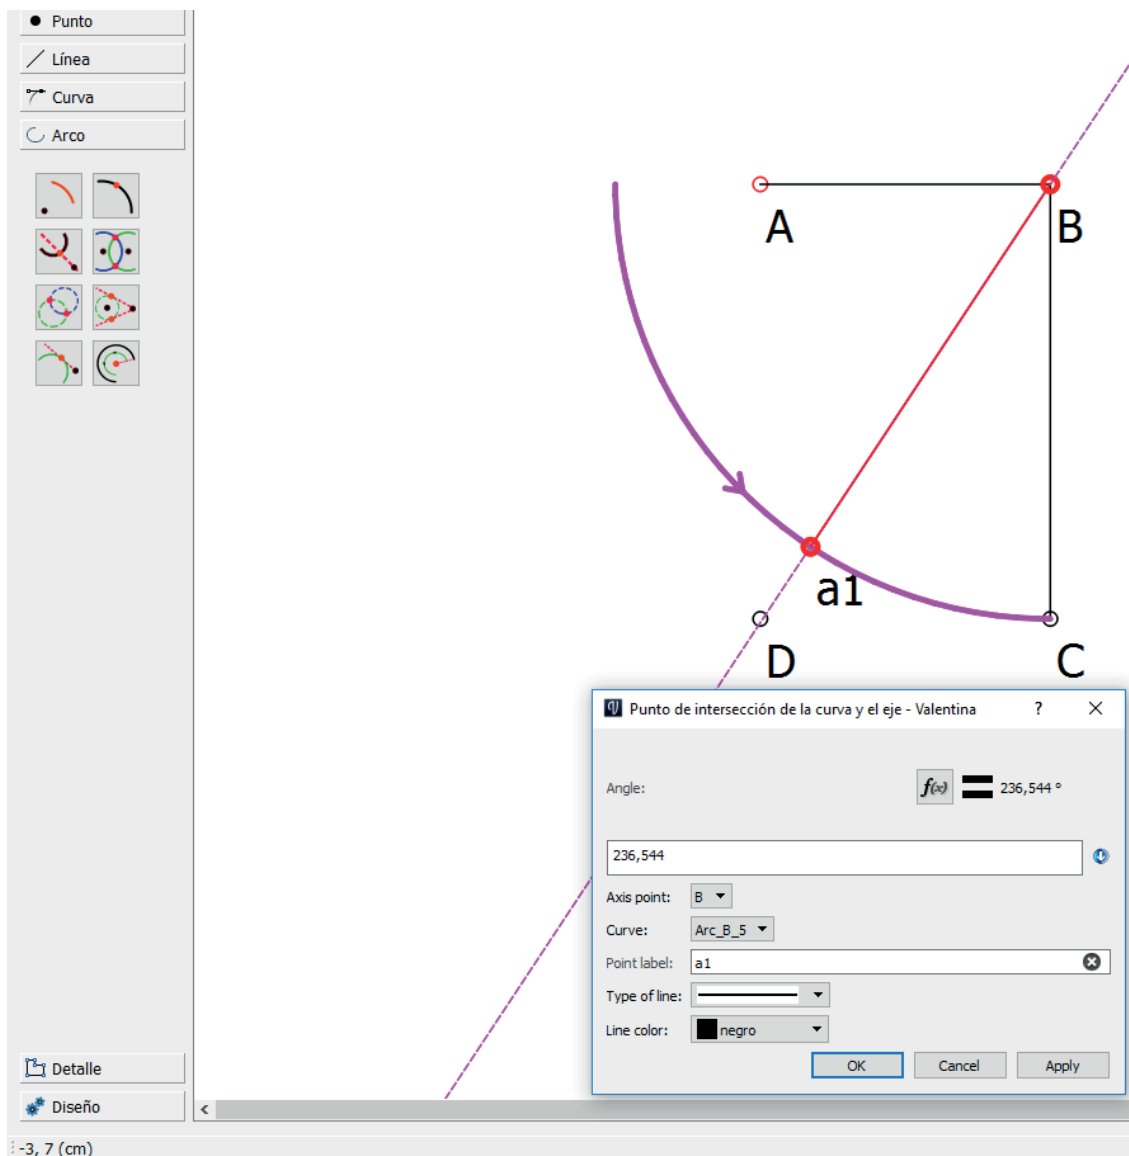 Punto
Línea
Curva
Arco
A
B
a1
D
C
Punto de intersección de la curva y el eje - Valentina
?
Angle:
f(x)
236,544 °
236,544
Axis point:
B
Curve:
Arc_B_5
Point label:
a1
Type of line:
Line color:
negro
OK
Cancel
Apply
Detalle
Diseño
-3, 7 (cm)